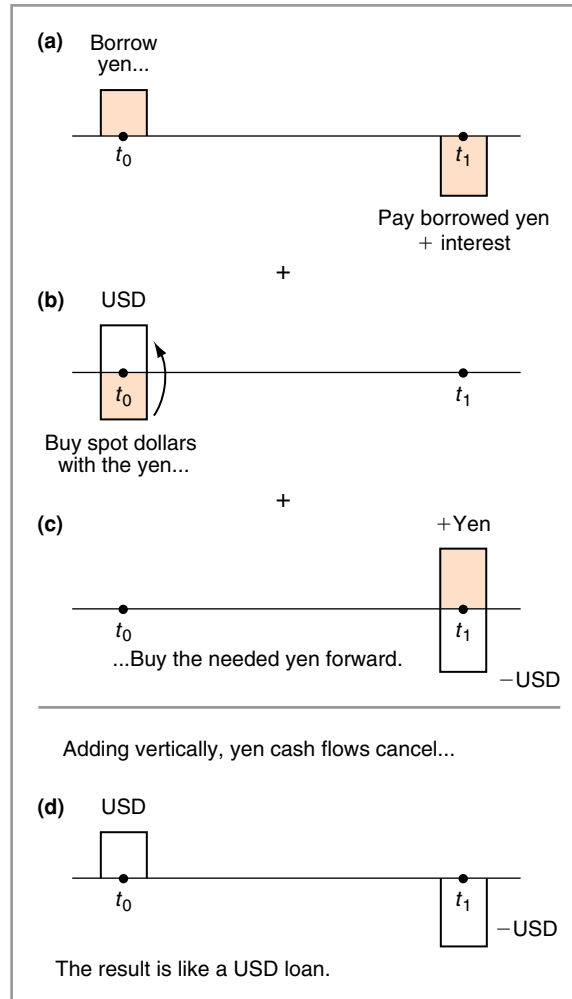 (a)
Borrow
yen...
t0
t1
Pay borrowed yen
+ interest
+
(b)
USD
t0
t1
Buy spot dollars
with the yen...
+
(c)
+Yen
t0
t1
...Buy the needed yen forward.
−USD
Adding vertically, yen cash flows cancel...
(d)
USD
t0
t1
−USD
The result is like a USD loan.